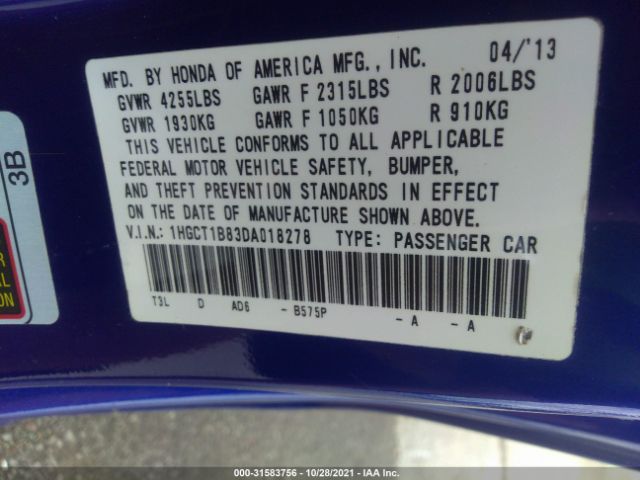 MFD. BY HONDA OF AMERICA MFG., INC. 04/'13
GVWR 4255LBS GAWR F 2315LBS R 2006LBS
GVWR 1930KG GAWR F 1050KG R 910KG
THIS VEHICLE CONFORMS TO ALL APPLICABLE
FEDERAL MOTOR VEHICLE SAFETY, BUMPER,
AND THEFT PREVENTION STANDARDS IN EFFECT
ON THE DATE OF MANUFACTURE SHOWN ABOVE.
V.I.N.: 1HGCT1B83DA018278 TYPE: PASSENGER CAR
T3L D AD6 - B575P - A - A
3B
000-31583756 - 10/28/2021 - IAA Inc.